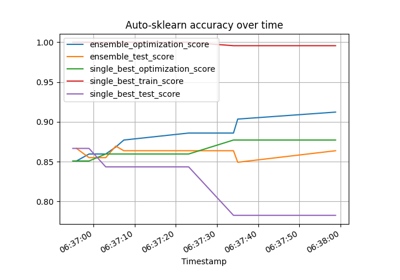 Auto-sklearn accuracy over time
1.00
0.95
0.90
0.85
0.80
ensemble_optimization_score
ensemble_test_score
single_best_optimization_score
single_best_train_score
single_best_test_score
06:37:00
06:37:10
06:37:20
06:37:30
06:37:40
06:37:50
06:38:00
Timestamp